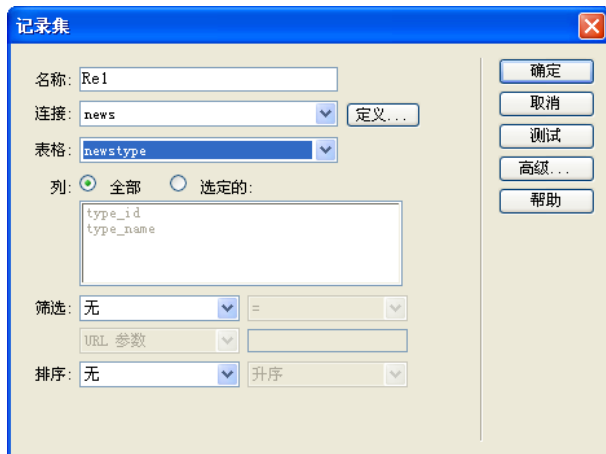 记录集
名称: Re1
确定
连接: news 定义...
取消
测试
表格: newstype
高级...
列: 全部 选定的:
帮助
type_id
type_name
筛选: 无 =
URL 参数
排序: 无 升序